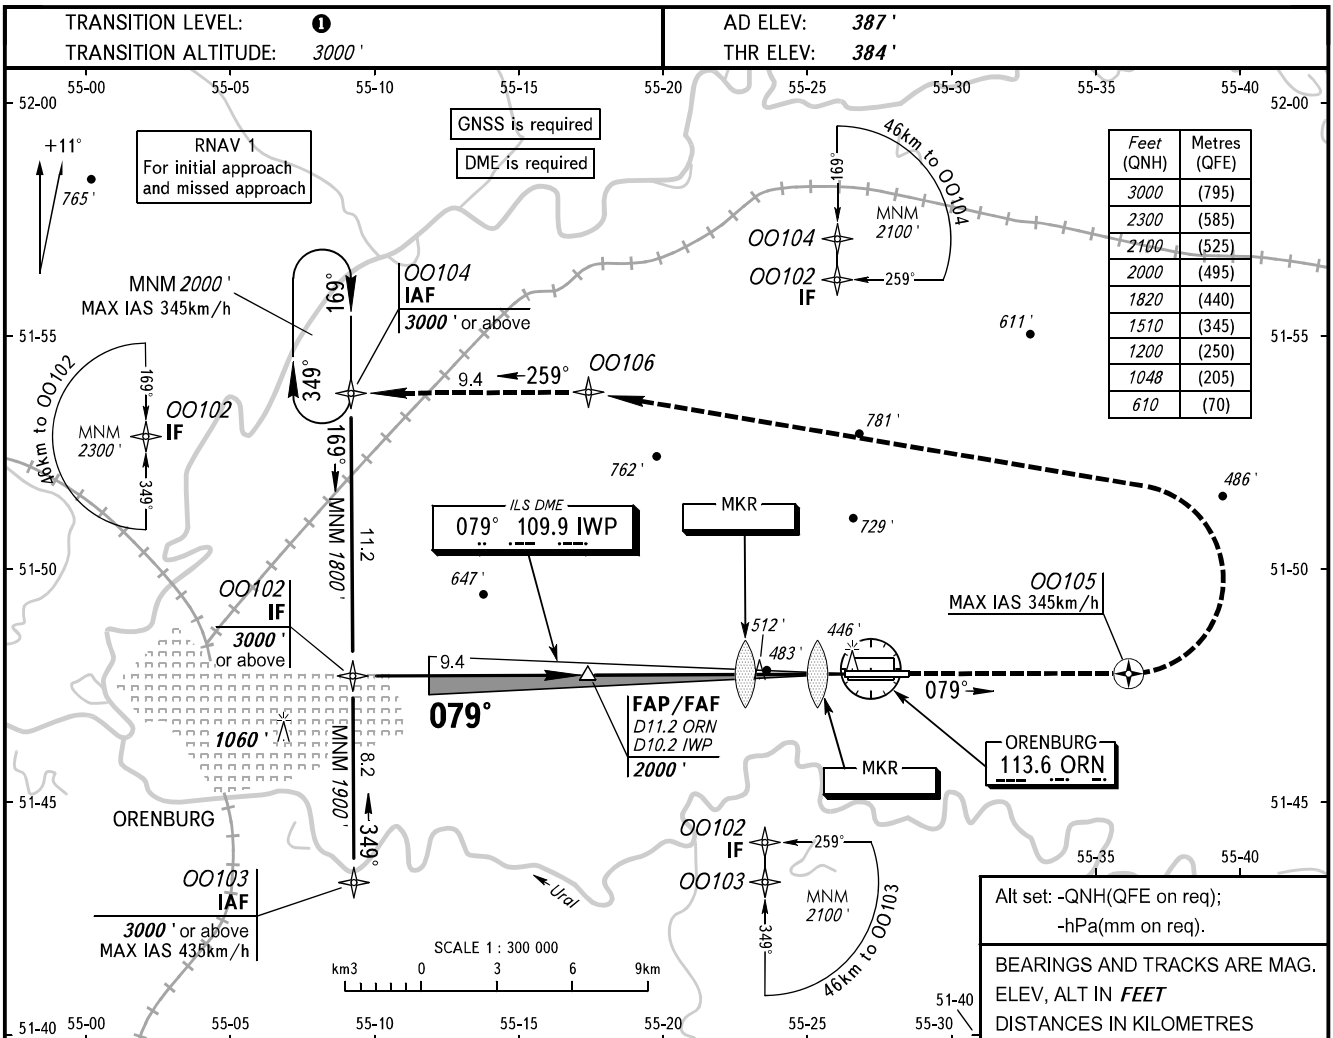 TRANSITION LEVEL: ❶
TRANSITION ALTITUDE: 3000 '
AD ELEV: 387 '
THR ELEV: 384 '
55-00 55-05 55-10 55-15 55-20 55-25 55-30 55-35 55-40
52-00 52-00
+11°
765 '
RNAV 1
For initial approach
and missed approach
GNSS is required
DME is required
46km to OO104
169°
MNM
2100 '
OO104
OO102
IF
259°
Feet Metres
(QNH) (QFE)
3000 (795)
2300 (585)
2100 (525)
2000 (495)
1820 (440)
1510 (345)
1200 (250)
1048 (205)
610 (70)
MNM 2000 '
MAX IAS 345km/h
169°
349°
OO104
IAF
3000 ' or above
611 '
51-55 51-55
46km to OO102
169°
OO102
IF
MNM
2300 '
349°
9.4 259°
OO106
781 '
762 '
486 '
729 '
169°
MNM 1800'
11.2
ILS DME
079° 109.9 IWP
MKR
647 '
51-50 51-50
OO102
IF
3000 '
or above
OO105
MAX IAS 345km/h
512 '
483 '
446 '
9.4
079°
079°
FAP/FAF
D11.2 ORN
D10.2 IWP
2000 '
1060 '
MNM 1900'
8.2
349°
MKR
ORENBURG
113.6 ORN
51-45 51-45
ORENBURG
OO103
IAF
3000 ' or above
MAX IAS 435km/h
Ural
OO102
IF
259°
OO103
MNM
2100 '
349°
46km to OO103
55-35 55-40
SCALE 1 : 300 000
km3 0 3 6 9km
Alt set: -QNH(QFE on req);
-hPa(mm on req).
BEARINGS AND TRACKS ARE MAG.
ELEV, ALT IN FEET
DISTANCES IN KILOMETRES
51-40
51-40 55-00 55-05 55-10 55-15 55-20 55-25 55-30